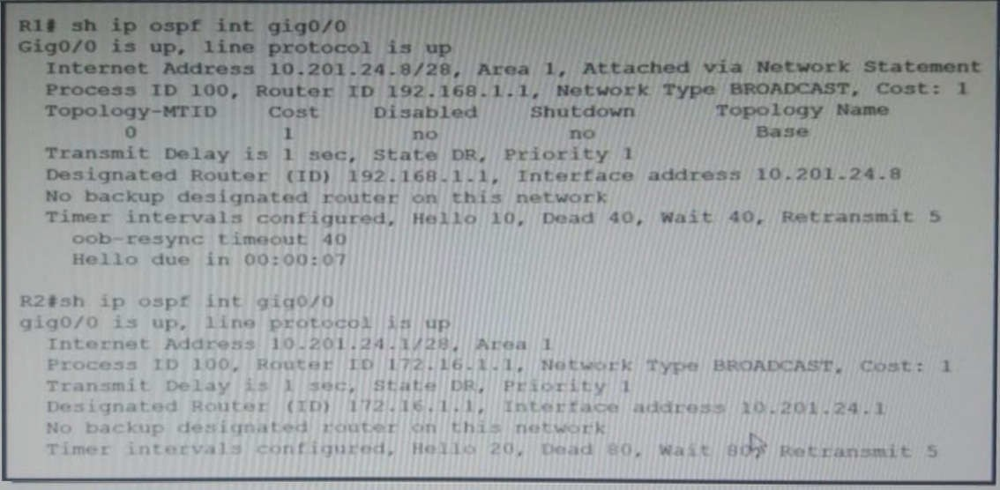 R1# sh ip ospf int gig0/0
Gig0/0 is up, line protocol is up
Internet Address 10.201.24.8/28, Area 1, Attached via Network Statement
Process ID 100, Router ID 192.168.1.1, Network Type BROADCAST, Cost: 1
Topology-MTID Cost Disabled Shutdown Topology Name
0 1 no no Base
Transmit Delay is 1 sec, State DR, Priority 1
Designated Router (ID) 192.168.1.1, Interface address 10.201.24.8
No backup designated router on this network
Timer intervals configured, Hello 10, Dead 40, Wait 40, Retransmit 5
oob-resync timeout 40
Hello due in 00:00:07
R2#sh ip ospf int gig0/0
gig0/0 is up, line protocol is up
Internet Address 10.201.24.1/28, Area 1
Process ID 100, Router ID 172.16.1.1, Network Type BROADCAST, Cost: 1
Transmit Delay is 1 sec, State DR, Priority 1
Designated Router (ID) 172.16.1.1, Interface address 10.201.24.1
No backup designated router on this network
Timer intervals configured, Hello 20, Dead 80, Wait 80, Retransmit 5